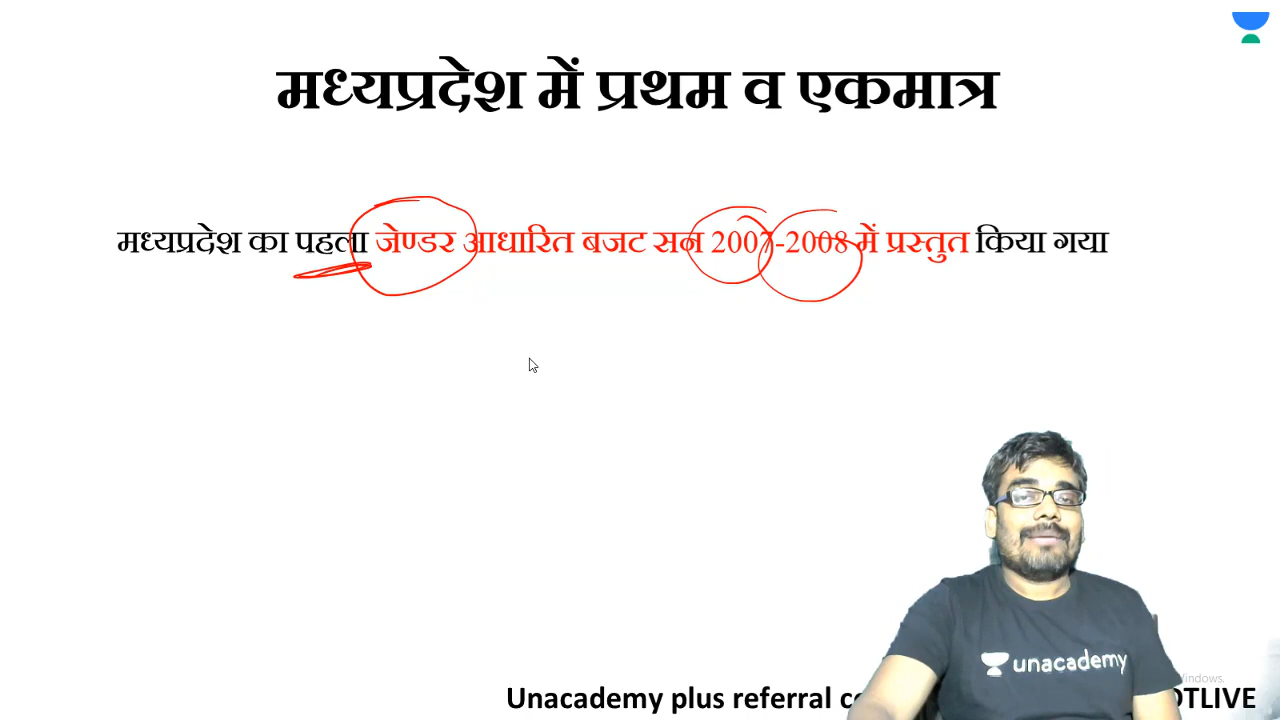 मध्यप्रदेश में प्रथम व एकमात्र
मध्यप्रदेश का पहला जेण्डर आधारित बजट सन 2007-2008 में प्रस्तुत किया गया
unacademy
Windows.
Unacademy plus referral